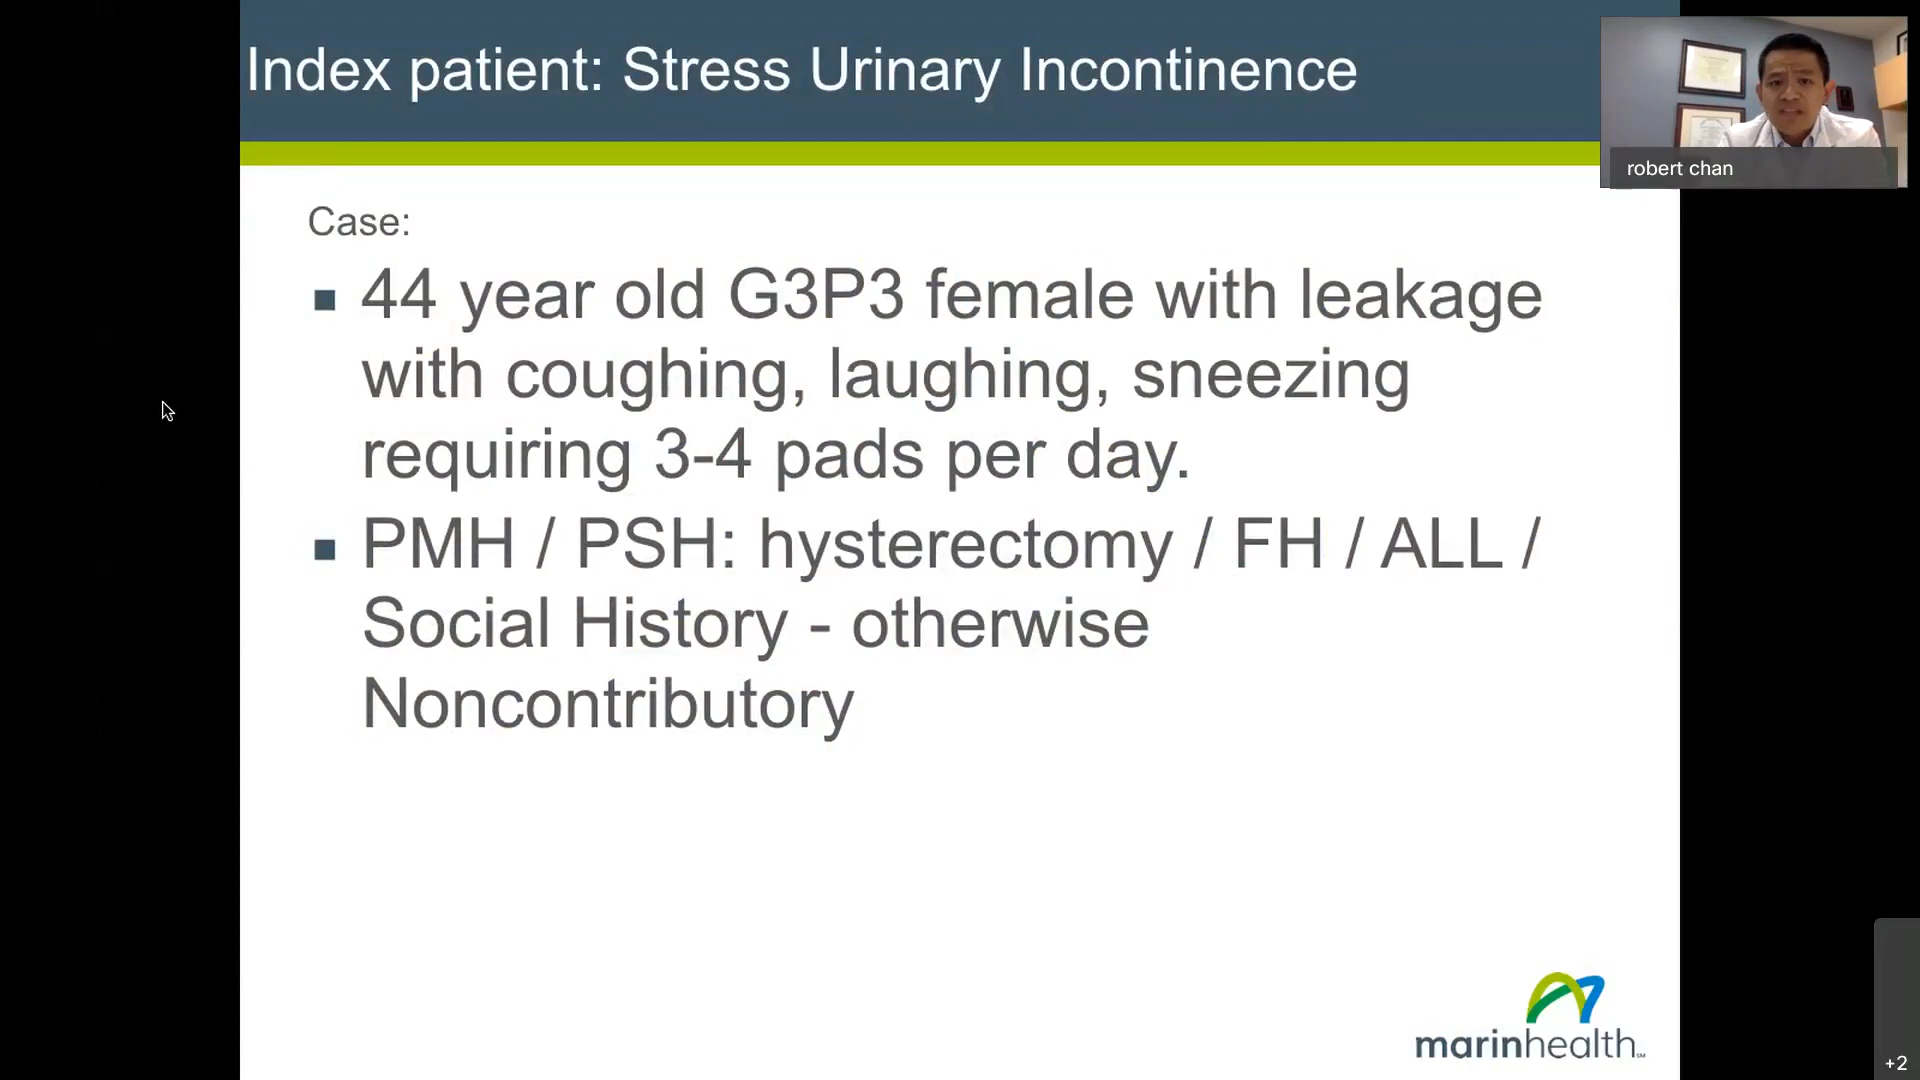 Index patient: Stress Urinary Incontinence
robert chan
Case:
44 year old G3P3 female with leakage
with coughing, laughing, sneezing
requiring 3-4 pads per day.
PMH / PSH: hysterectomy / FH / ALL /
Social History - otherwise
Noncontributory
marinhealth
+2